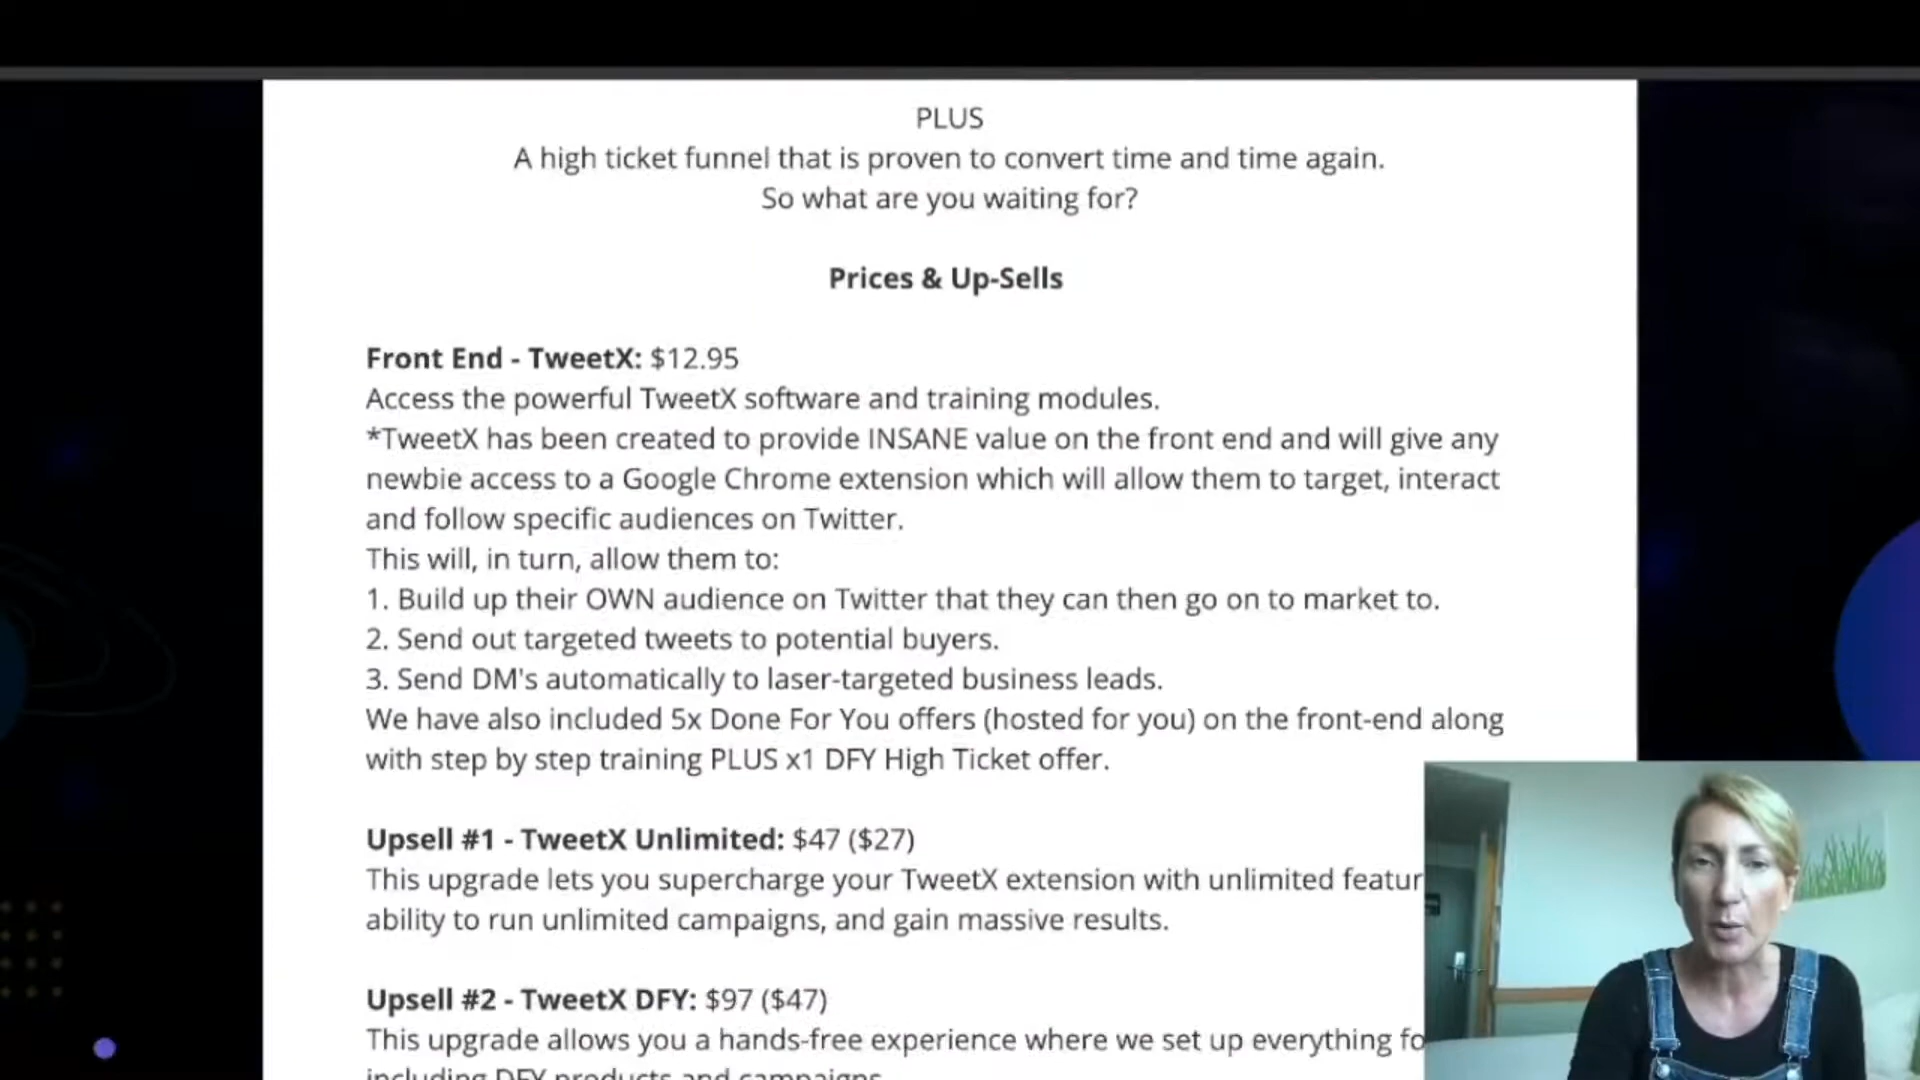 PLUS
A high ticket funnel that is proven to convert time and time again.
So what are you waiting for?
Prices & Up-Sells
Front End - TweetX: $12.95
Access the powerful TweetX software and training modules.
*TweetX has been created to provide INSANE value on the front end and will give any
newbie access to a Google Chrome extension which will allow them to target, interact
and follow specific audiences on Twitter.
This will, in turn, allow them to:
1. Build up their OWN audience on Twitter that they can then go on to market to.
2. Send out targeted tweets to potential buyers.
3. Send DM's automatically to laser-targeted business leads.
We have also included 5x Done For You offers (hosted for you) on the front-end along
with step by step training PLUS x1 DFY High Ticket offer.
Upsell #1 - TweetX Unlimited: $47 ($27)
This upgrade lets you supercharge your TweetX extension with unlimited featur
ability to run unlimited campaigns, and gain massive results.
Upsell #2 - TweetX DFY: $97 ($47)
This upgrade allows you a hands-free experience where we set up everything fo
including DFY products and campaigns